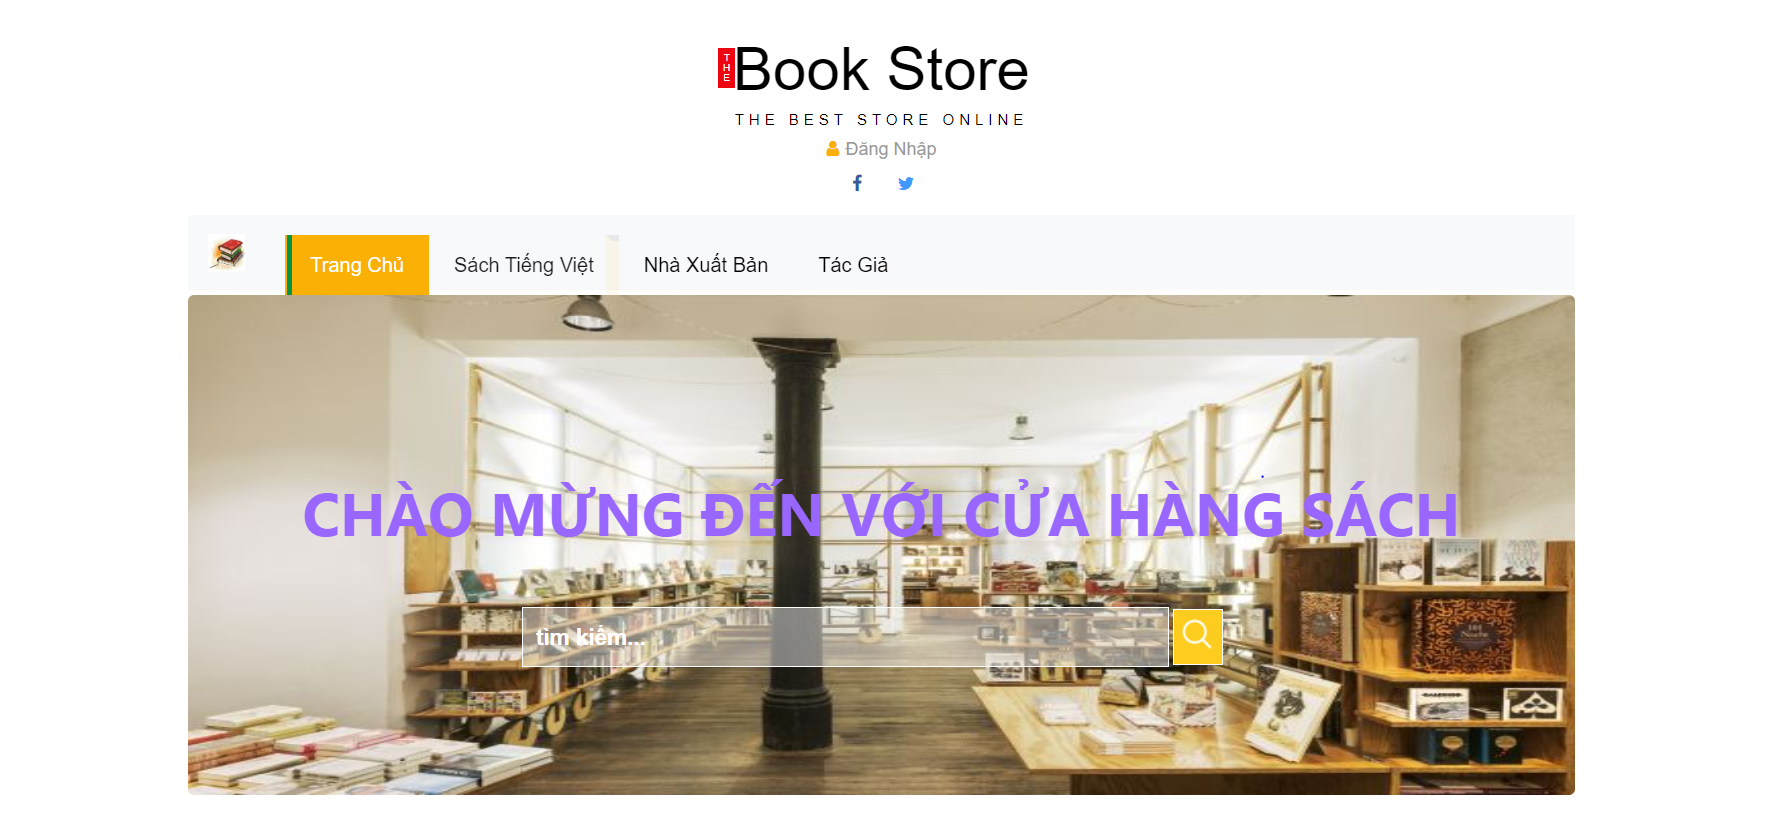 THE Book Store
THE BEST STORE ONLINE
Đăng Nhập
Trang Chủ Sách Tiếng Việt Nhà Xuất Bản Tác Giả
CHÀO MỪNG ĐẾN VỚI CỬA HÀNG SÁCH
tìm kiếm...